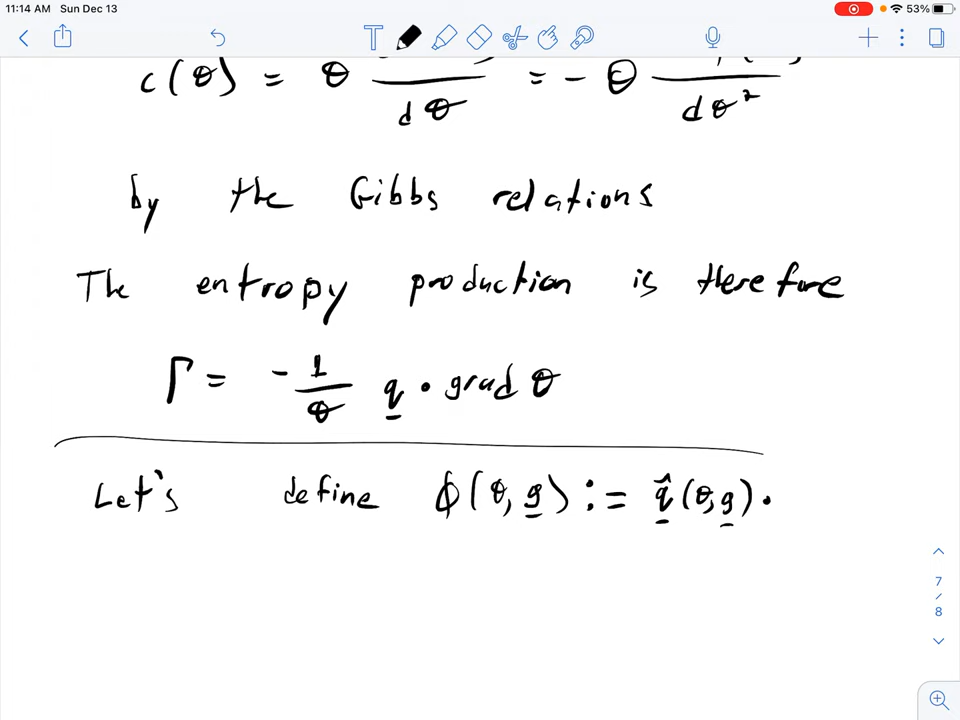 11:14 AM Sun Dec 13
53%
c(θ) = θ / dθ = - θ / dθ²
by the Gibbs relations
The entropy production is therefore
Γ = - 1/θ q · grad θ
Let's define φ(θ, g) := q̂(θ, g) ·
7
/
8